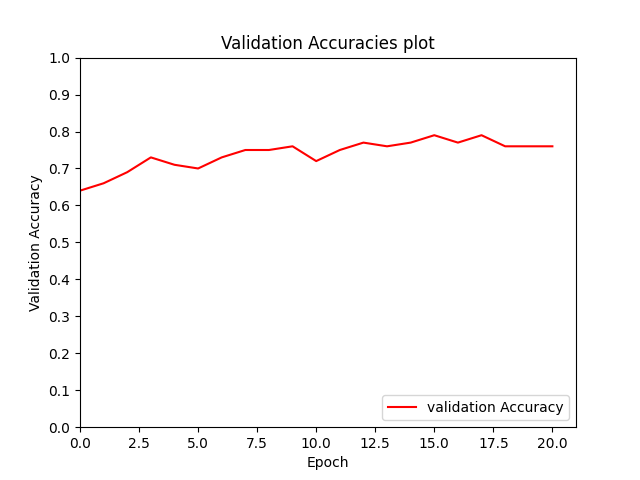 Validation Accuracies plot
1.0
0.9
0.8
0.7
0.6
0.5
0.4
0.3
0.2
0.1
0.0
Validation Accuracy
validation Accuracy
0.0 2.5 5.0 7.5 10.0 12.5 15.0 17.5 20.0
Epoch